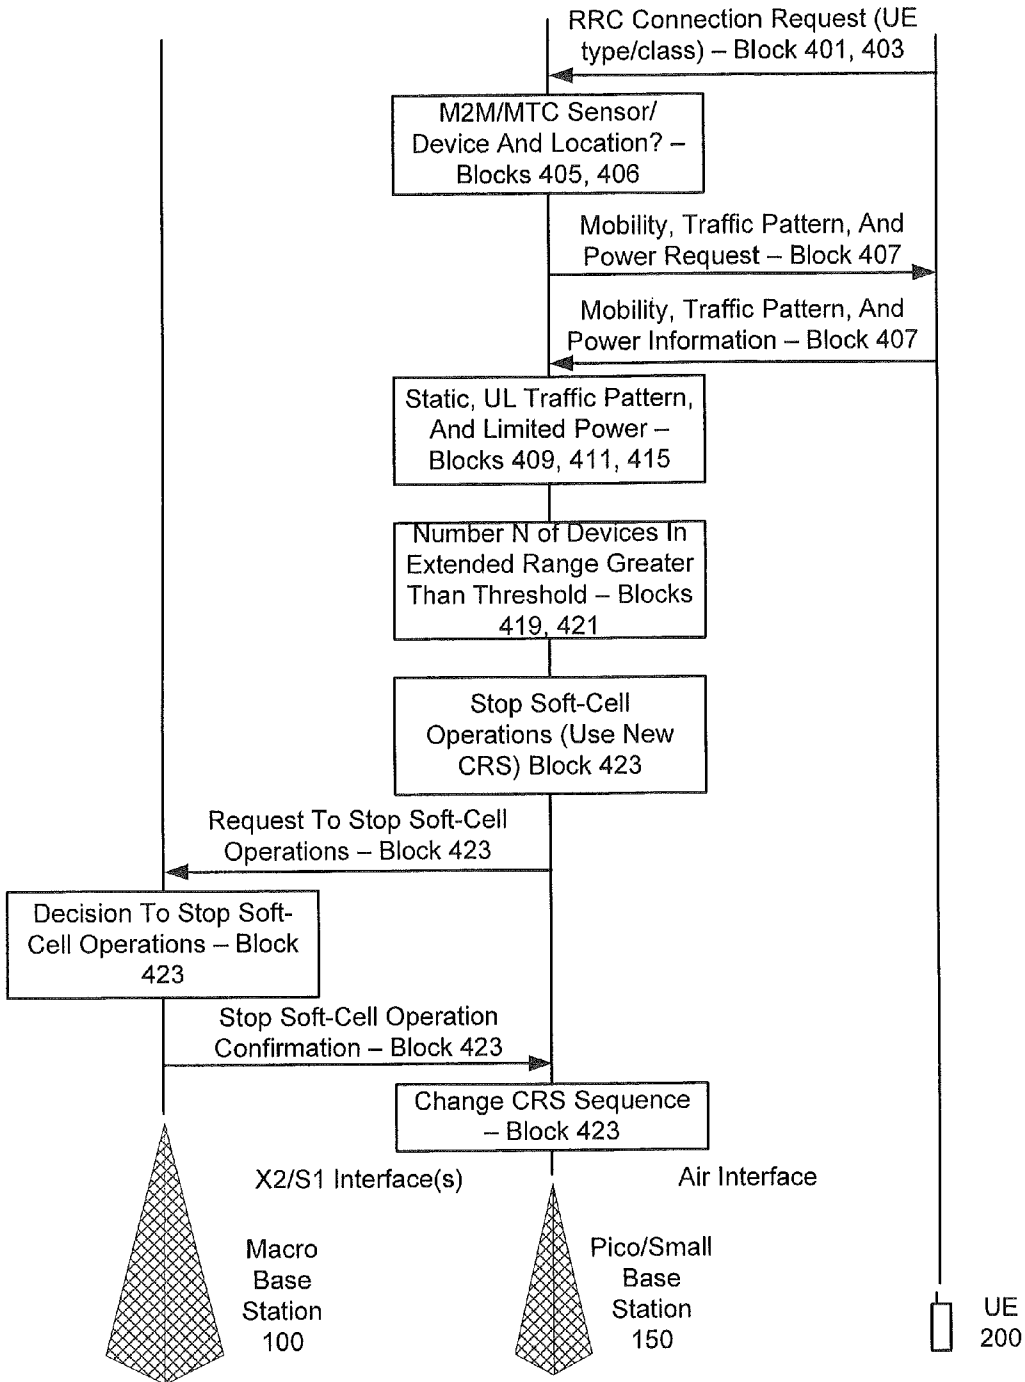 RRC Connection Request (UE
type/class) – Block 401, 403
M2M/MTC Sensor/
Device And Location? –
Blocks 405, 406
Mobility, Traffic Pattern, And
Power Request – Block 407
Mobility, Traffic Pattern, And
Power Information – Block 407
Static, UL Traffic Pattern,
And Limited Power –
Blocks 409, 411, 415
Number N of Devices In
Extended Range Greater
Than Threshold – Blocks
419, 421
Stop Soft-Cell
Operations (Use New
CRS) Block 423
Request To Stop Soft-Cell
Operations – Block 423
Decision To Stop Soft-
Cell Operations – Block
423
Stop Soft-Cell Operation
Confirmation – Block 423
Change CRS Sequence
– Block 423
X2/S1 Interface(s)
Air Interface
Macro
Base
Station
100
Pico/Small
Base
Station
150
UE
200